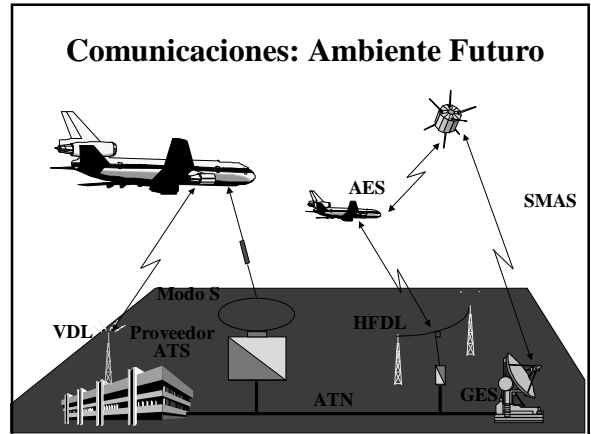 Comunicaciones: Ambiente Futuro
AES
SMAS
Modo S
VDL
Proveedor
ATS
HFDL
ATN
GES